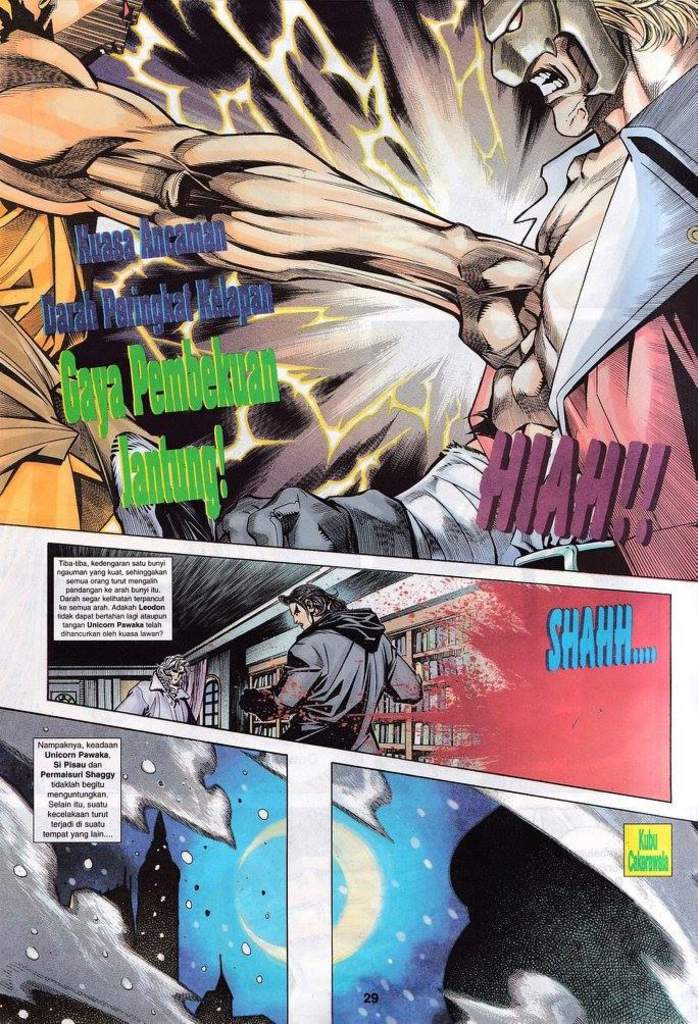 Kuasa Ancaman
Darah Peringkat Kelapan
Gaya Pembekuan
Jantung!
HIAH!!
Tiba-tiba, kedengaran satu bunyi
ngauman yang kuat, sehinggakan
semua orang turut mengalih
pandangan ke arah bunyi itu.
Darah segar kelihatan terpancut
ke semua arah. Adakah Leodon
tidak dapat bertahan lagi atau
tangan Unicorn Pawaka telah
dihancurkan oleh kuasa lawan?
SHAHH....
Nampaknya, keadaan
Unicorn Pawaka,
Si Pisau dan
Permaisuri Shaggy
tidaklah begitu
menguntungkan.
Selain itu, suatu
kecelakaan turut
terjadi di suatu
tempat yang lain....
Kubu
Cakerawala
29